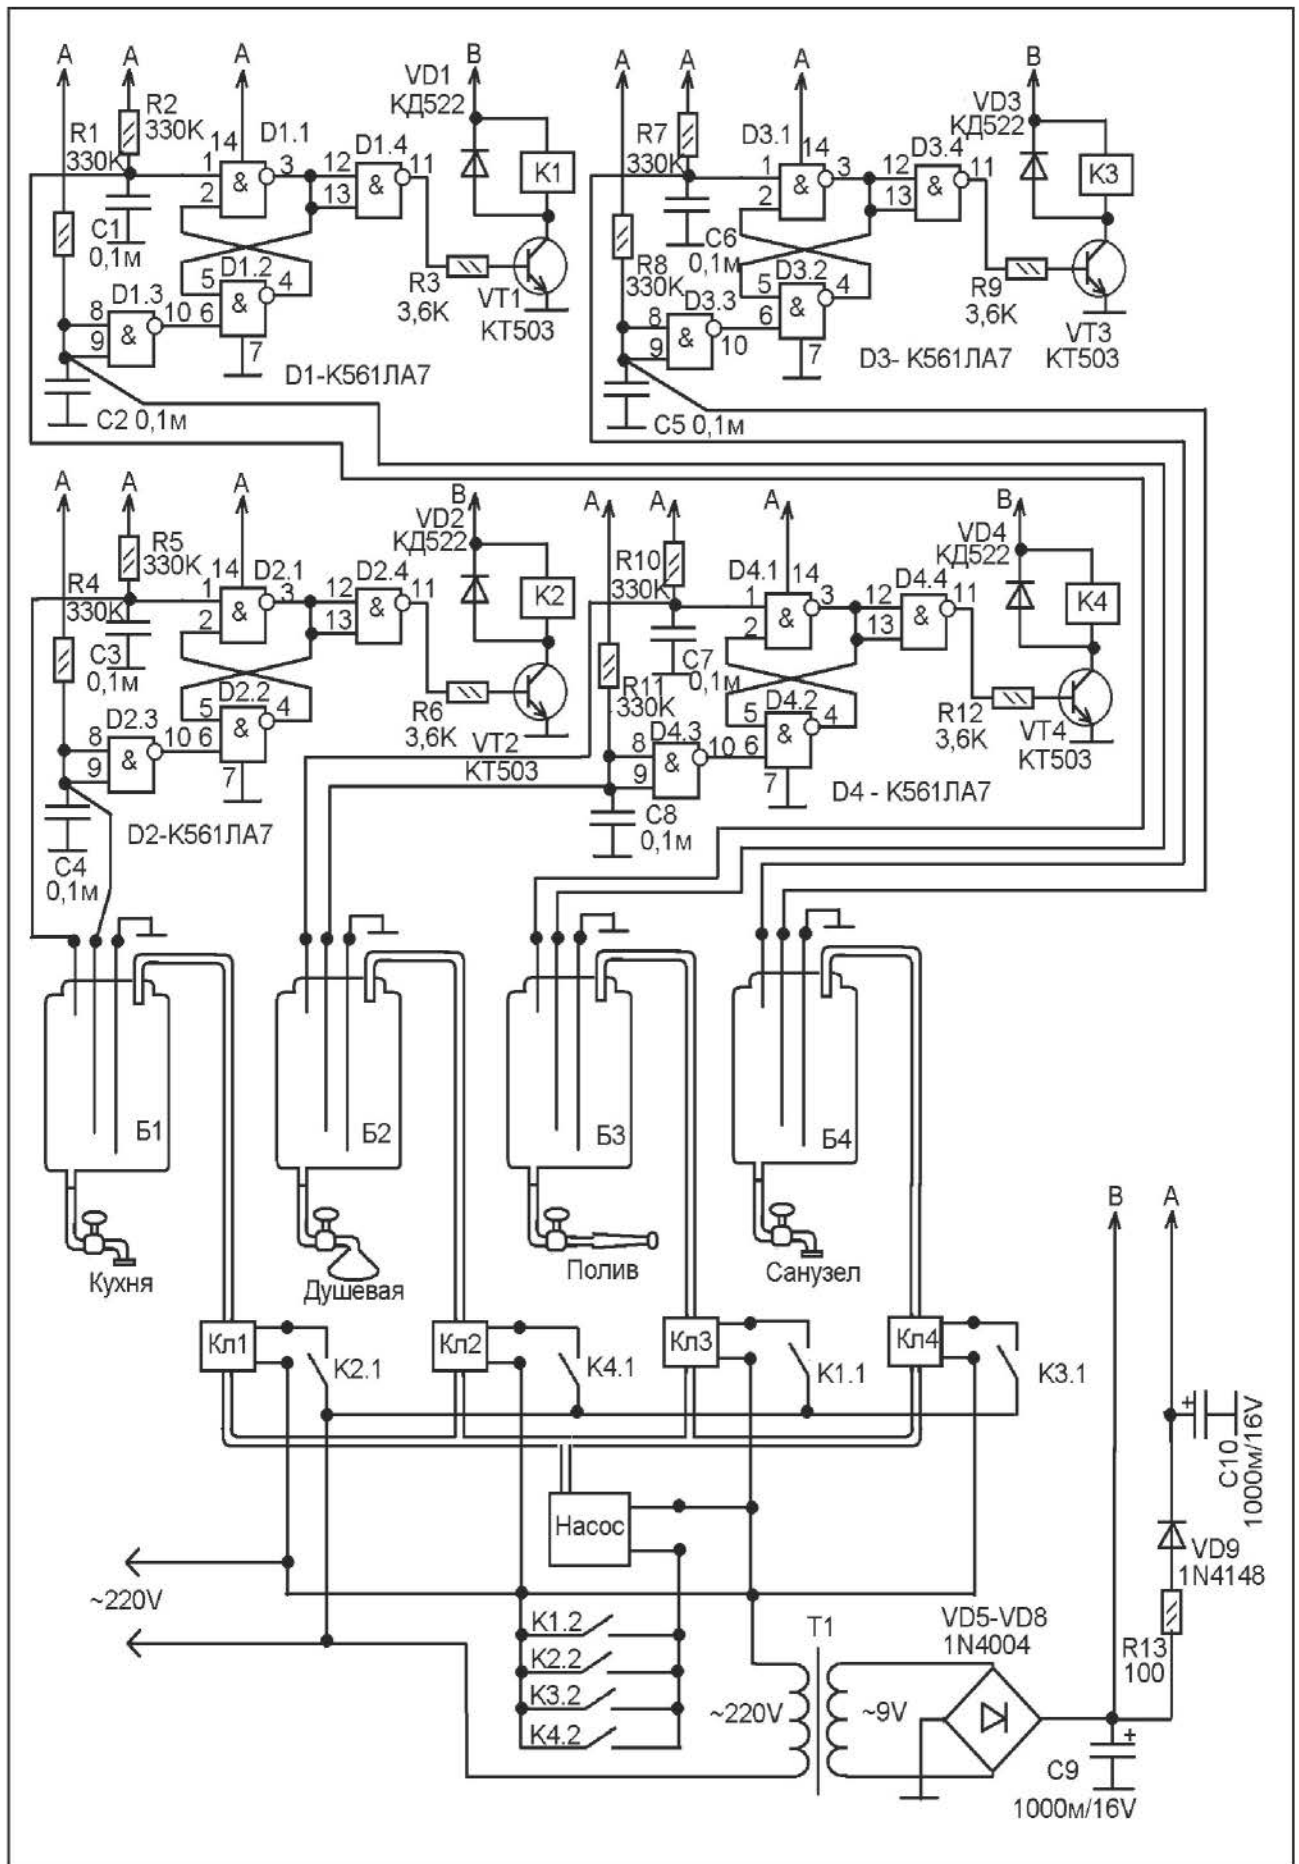 A
A
A
VD1
КД522
B
R1
330K
R2
330K
14
D1.1
1
2
&
3
12
13
D1.4
&
11
K1
C1
0,1м
D1.2
5
6
&
4
7
D1.3
8
9
&
10
R3
3,6K
VT1
КТ503
D1-К561ЛА7
C2 0,1м
A
A
A
VD3
КД522
B
R7
330K
D3.1
14
1
2
&
3
12
13
D3.4
&
11
K3
C6
0,1м
R8
330K
D3.2
5
6
&
4
7
D3.3
8
9
&
10
R9
3,6K
VT3
КТ503
D3- К561ЛА7
C5 0,1м
A
A
A
B
VD2
КД522
R4
330K
R5
330K
14
D2.1
1
2
&
3
12
13
D2.4
&
11
K2
C3
0,1м
D2.2
5
6
&
4
7
D2.3
8
9
&
10
R6
3,6K
VT2
КТ503
D2-К561ЛА7
C4
0,1м
A
A
A
B
VD4
КД522
R10
330K
D4.1
14
1
2
&
3
12
13
D4.4
&
11
K4
C7
0,1м
R11
330K
D4.2
5
6
&
4
7
D4.3
8
9
&
10
R12
3,6K
VT4
КТ503
D4 - К561ЛА7
C8
0,1м
Б1
Б2
Б3
Б4
Кухня
Душевая
Полив
Санузел
B
A
Кл1
K2.1
Кл2
K4.1
Кл3
K1.1
Кл4
K3.1
+
C10
1000м/16V
Насос
VD9
1N4148
~220V
K1.2
K2.2
K3.2
K4.2
T1
~220V
~9V
VD5-VD8
1N4004
R13
100
+
C9
1000м/16V